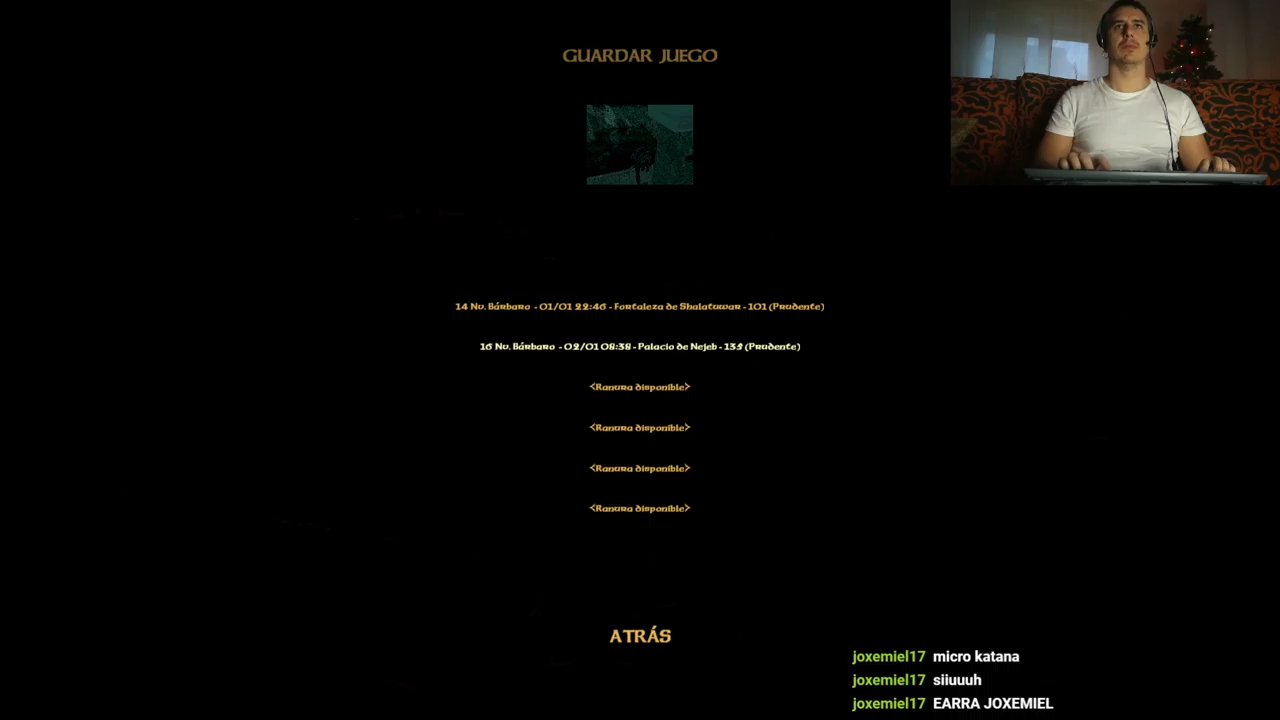 GUARDAR JUEGO
14 Nv. Bárbaro - 01/01 22:46 - Fortaleza de Shalatuwar - 101 (Prudente)
16 Nv. Bárbaro - 02/01 08:38 - Palacio de Nejeb - 132 (Prudente)
<Ranura disponible>
<Ranura disponible>
<Ranura disponible>
<Ranura disponible>
ATRÁS
joxemiel17 micro katana
joxemiel17 siiuuuh
joxemiel17 EARRA JOXEMIEL